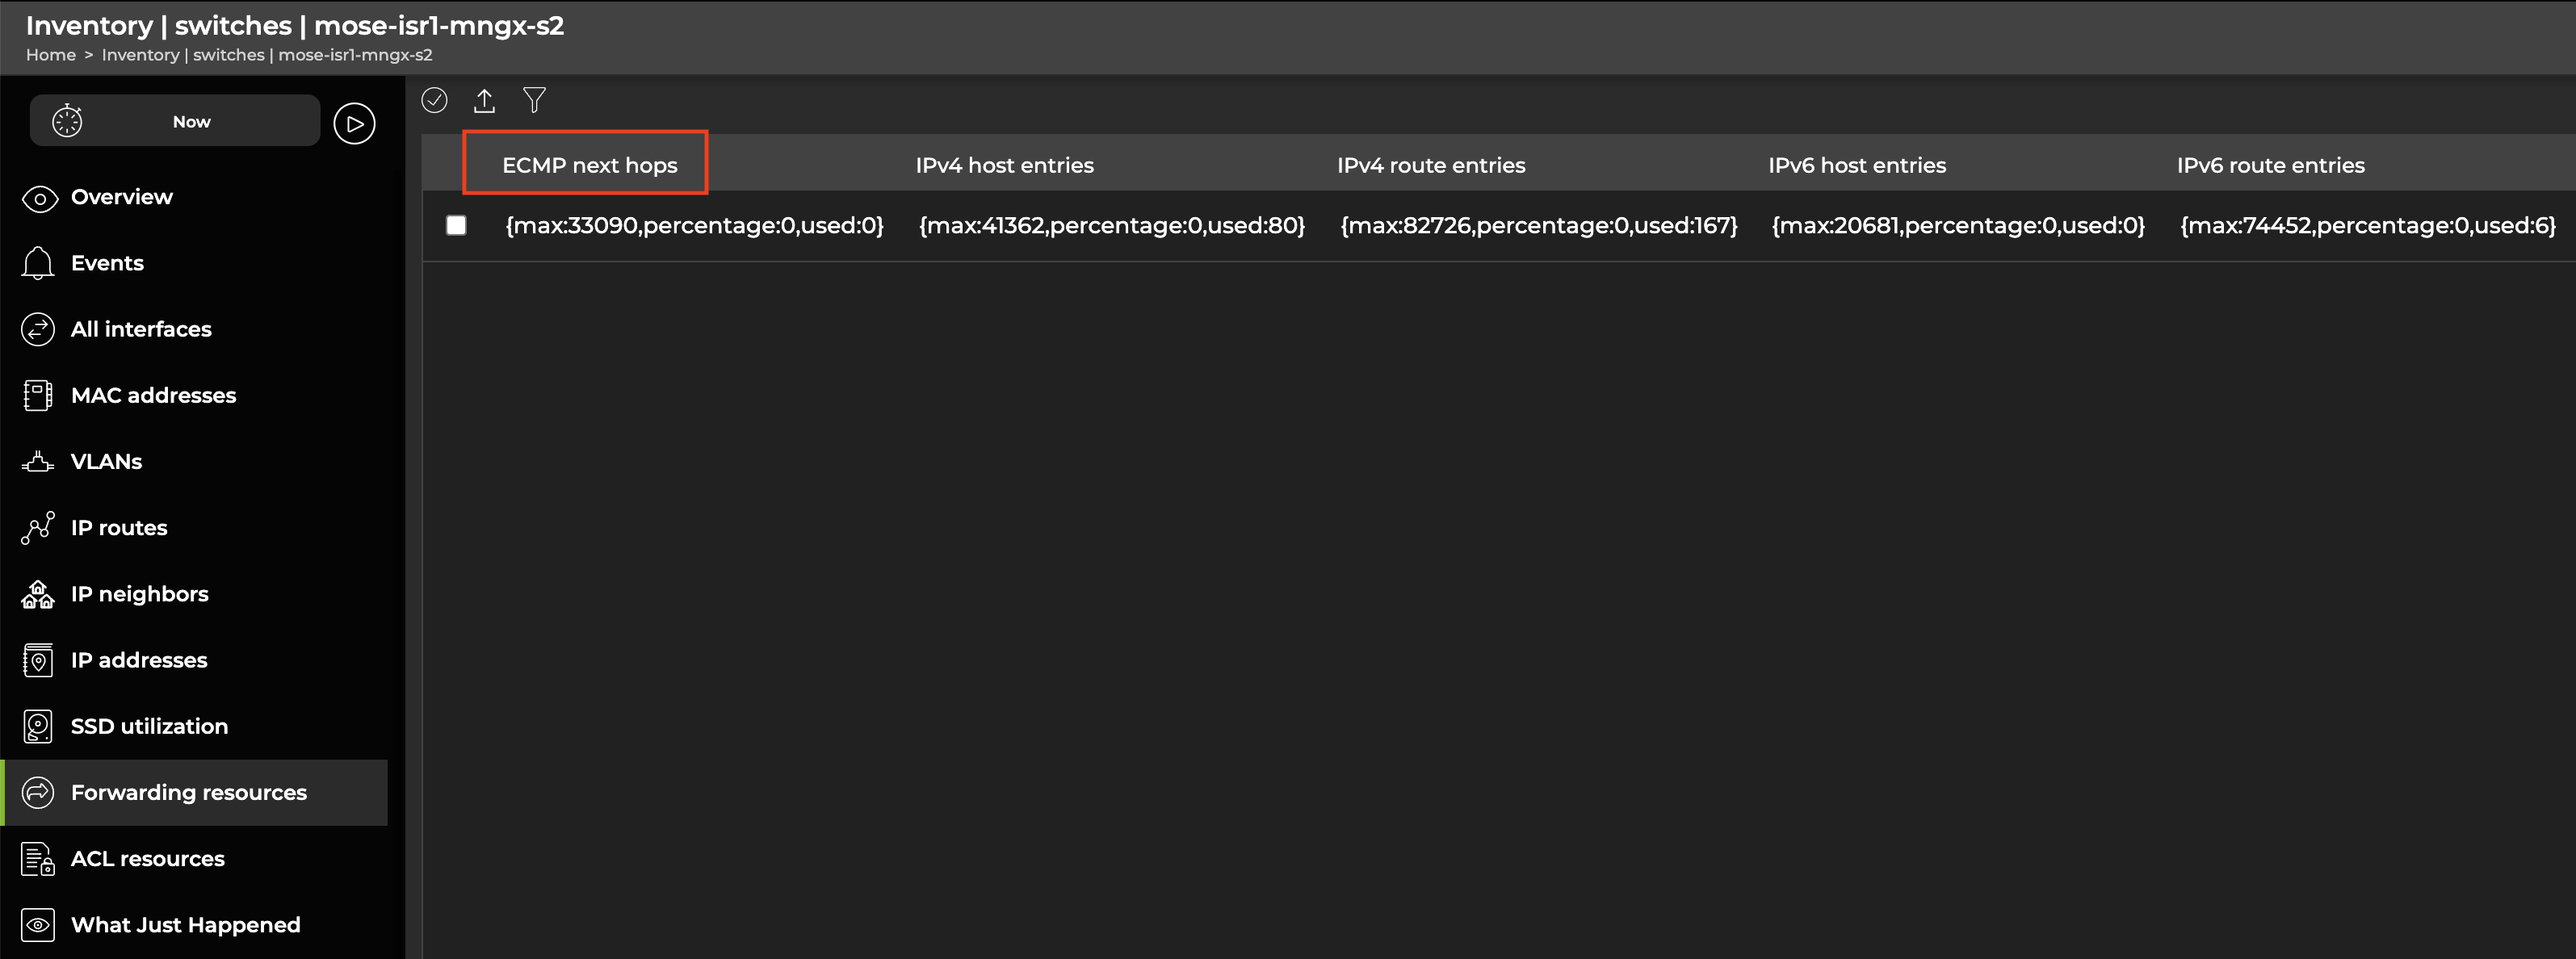 Inventory | switches | mose-isr1-mngx-s2
Home > Inventory | switches | mose-isr1-mngx-s2
Now
Overview
Events
All interfaces
MAC addresses
VLANs
IP routes
IP neighbors
IP addresses
SSD utilization
Forwarding resources
ACL resources
What Just Happened
ECMP next hops IPv4 host entries IPv4 route entries IPv6 host entries IPv6 route entries
{max:33090,percentage:0,used:0} {max:41362,percentage:0,used:80} {max:82726,percentage:0,used:167} {max:20681,percentage:0,used:0} {max:74452,percentage:0,used:6}